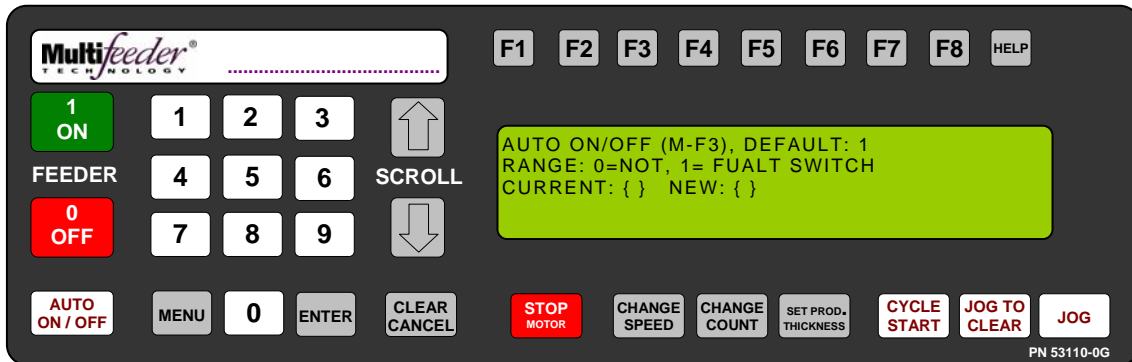 Multifeeder®
TECHNOLOGY
F1 F2 F3 F4 F5 F6 F7 F8 HELP
1
ON
FEEDER
0
OFF
1 2 3
4 5 6
7 8 9
SCROLL
AUTO ON/OFF (M-F3), DEFAULT: 1
RANGE: 0=NOT, 1= FUALT SWITCH
CURRENT: { } NEW: { }
AUTO
ON / OFF
MENU
0
ENTER
CLEAR
CANCEL
STOP
MOTOR
CHANGE
SPEED
CHANGE
COUNT
SET PROD.
THICKNESS
CYCLE
START
JOG TO
CLEAR
JOG
PN 53110-0G